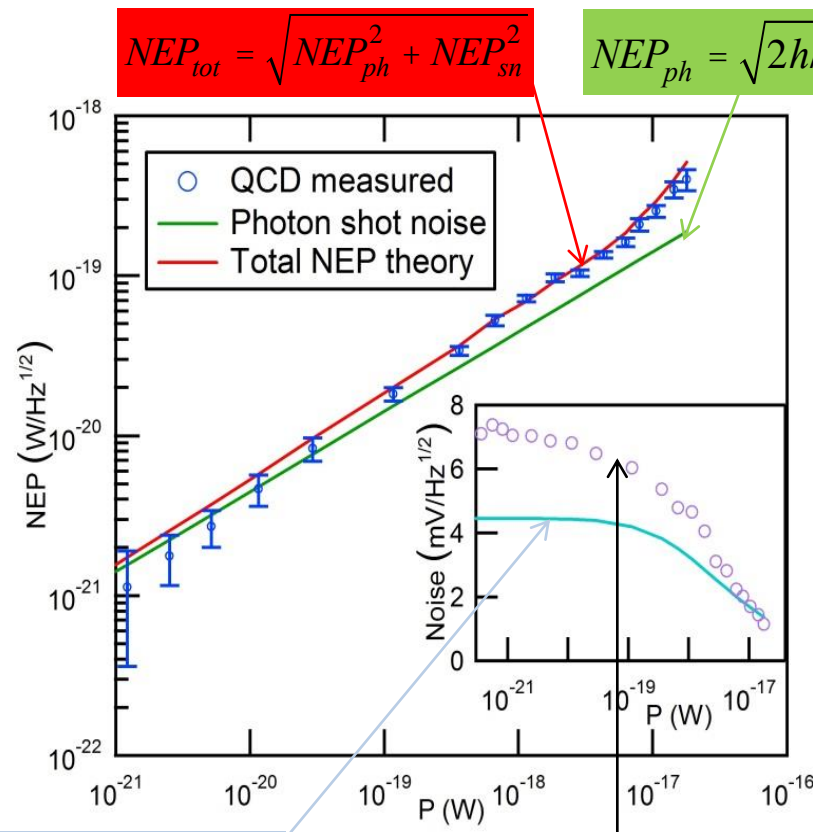 NEP_tot = √(NEP_ph^2 + NEP_sn^2)
NEP_ph = √2h
10^-18
10^-19
10^-20
10^-21
10^-22
NEP (W/Hz^1/2)
QCD measured
Photon shot noise
Total NEP theory
8
6
4
2
0
Noise (mV/Hz^1/2)
10^-21 10^-19 10^-17
P (W)
10^-21 10^-20 10^-19 10^-18 10^-17 10^-16
P (W)